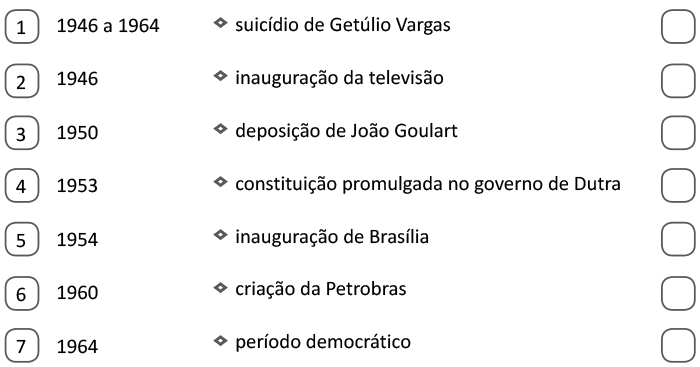 1 1946 a 1964 suicídio de Getúlio Vargas
2 1946 inauguração da televisão
3 1950 deposição de João Goulart
4 1953 constituição promulgada no governo de Dutra
5 1954 inauguração de Brasília
6 1960 criação da Petrobras
7 1964 período democrático